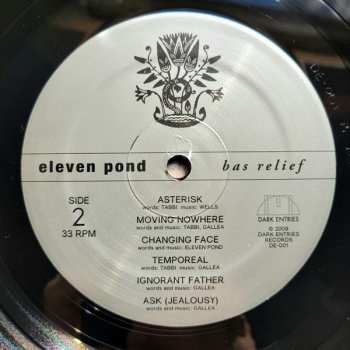 eleven pond
bas relief
SIDE
2
33 RPM
ASTERISK
words: TABBI music: WELLS
MOVING NOWHERE
words and music: TABBI, GALLEA
CHANGING FACE
words and music: ELEVEN POND
TEMPOREAL
words: TABBI music: GALLEA
IGNORANT FATHER
words and music: GALLEA
ASK (JEALOUSY)
words and music: GALLEA
DARK ENTRIES
© 2009
DARK ENTRIES
RECORDS
DE-001